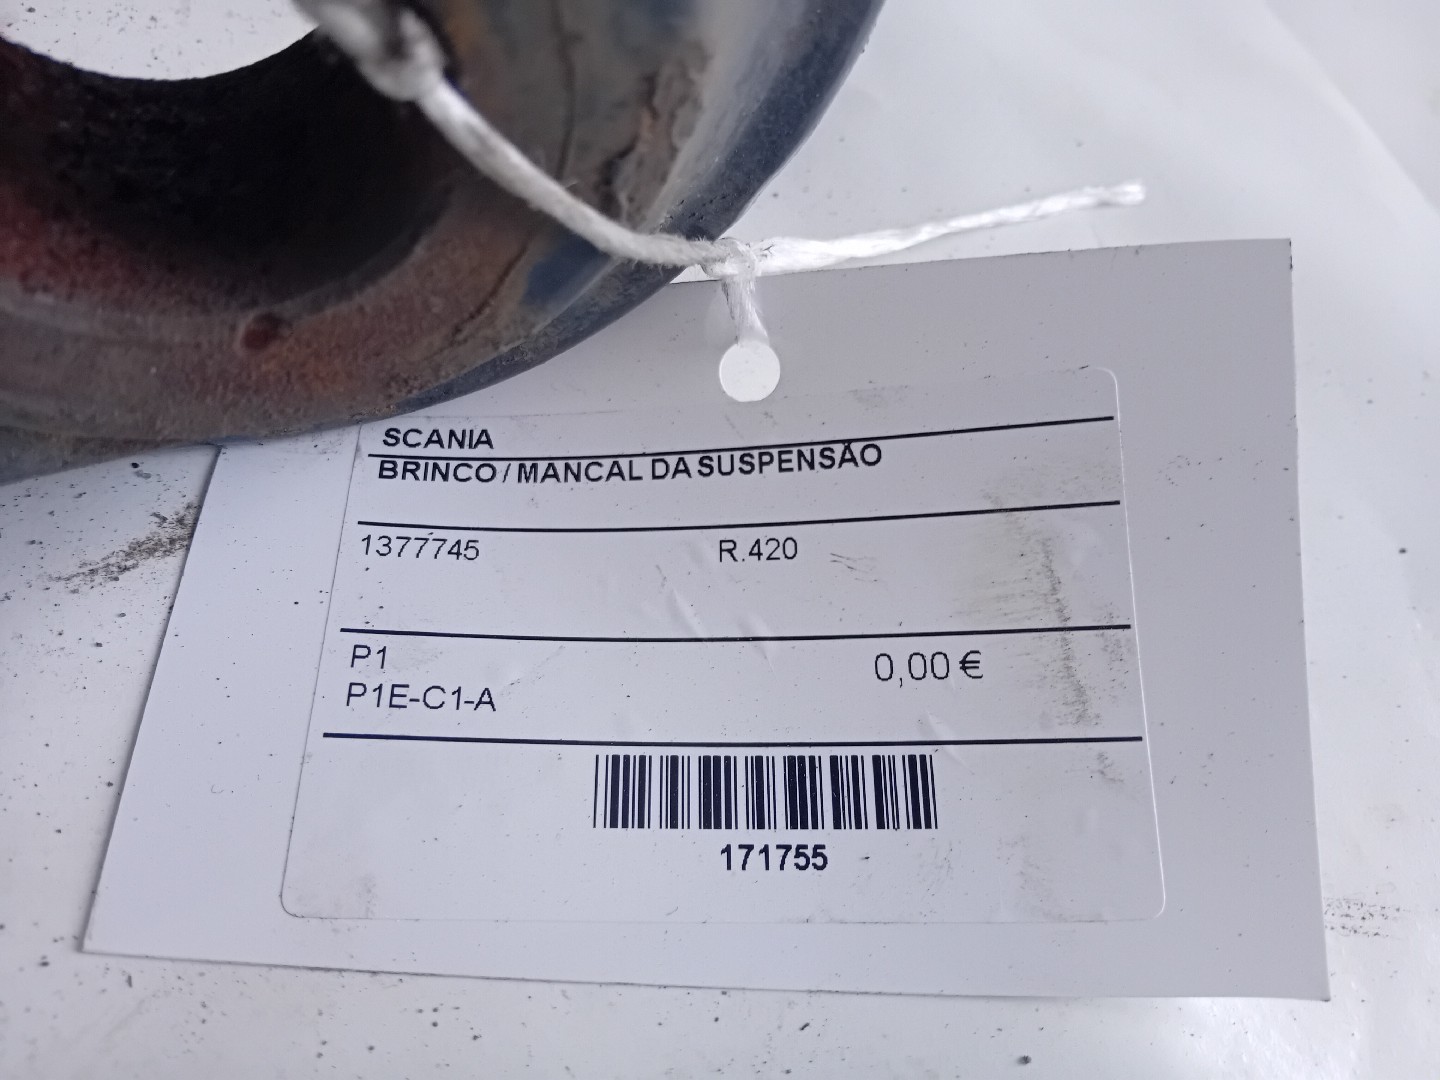 SCANIA
BRINCO / MANCAL DA SUSPENSÃO
1377745 R.420
P1 0,00 €
P1E-C1-A
171755